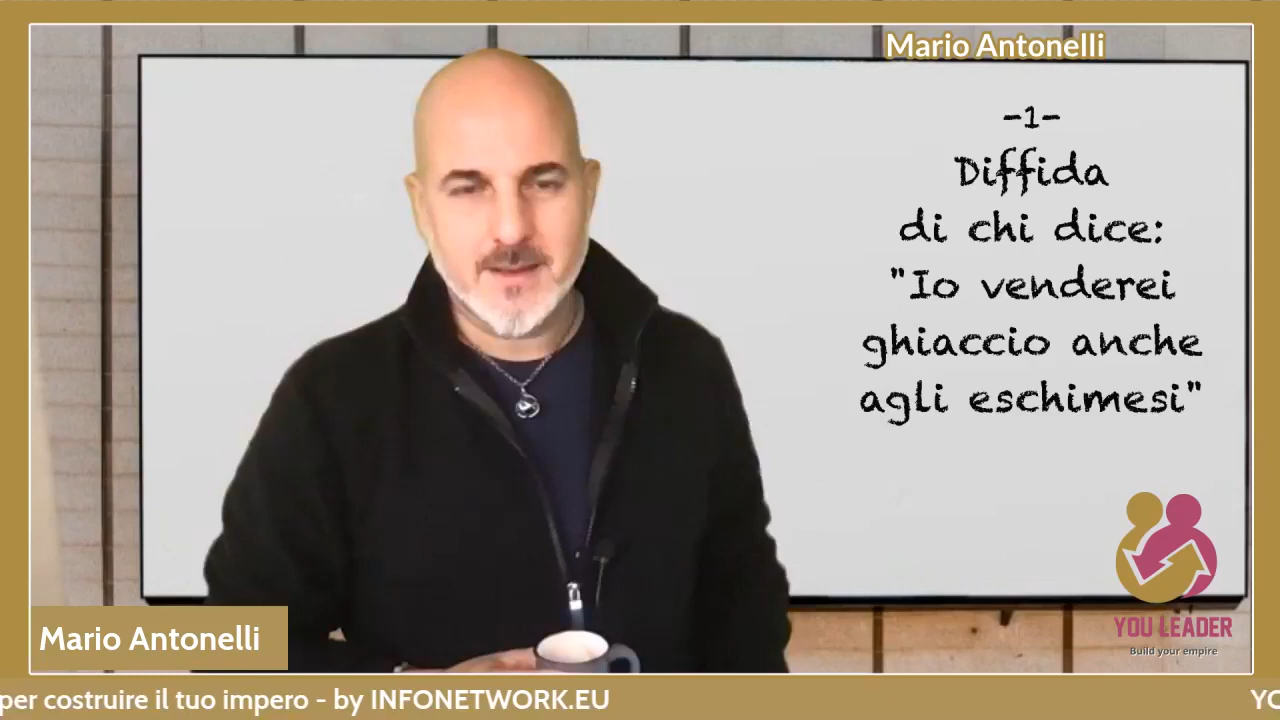 Mario Antonelli
-1-
Diffida
di chi dice:
"Io venderei
ghiaccio anche
agli eschimesi"
YOU LEADER
Build your empire
Mario Antonelli
per costruire il tuo impero - by INFONETWORK.EU
YO